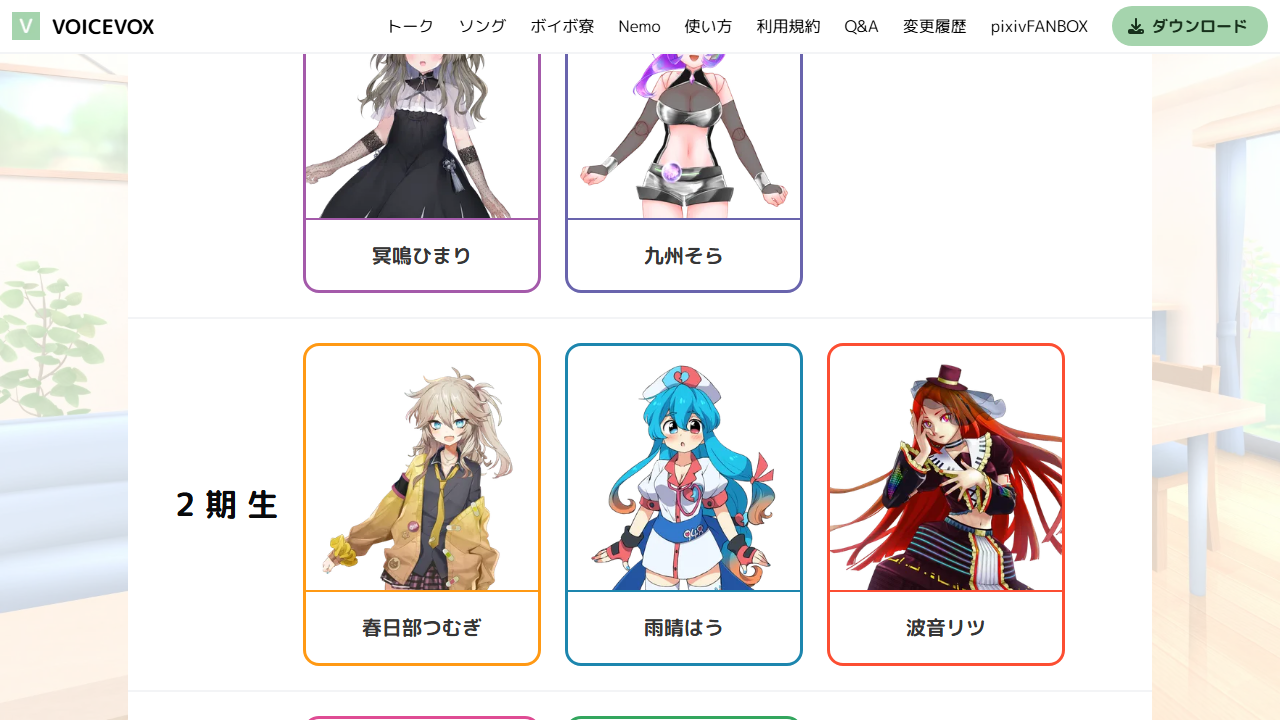 V VOICEVOX トーク ソング ボイボ寮 Nemo 使い方 利用規約 Q&A 変更履歴 pixivFANBOX ダウンロード
冥鳴ひまり 九州そら
948
2期生
春日部つむぎ 雨晴はう 波音リツ